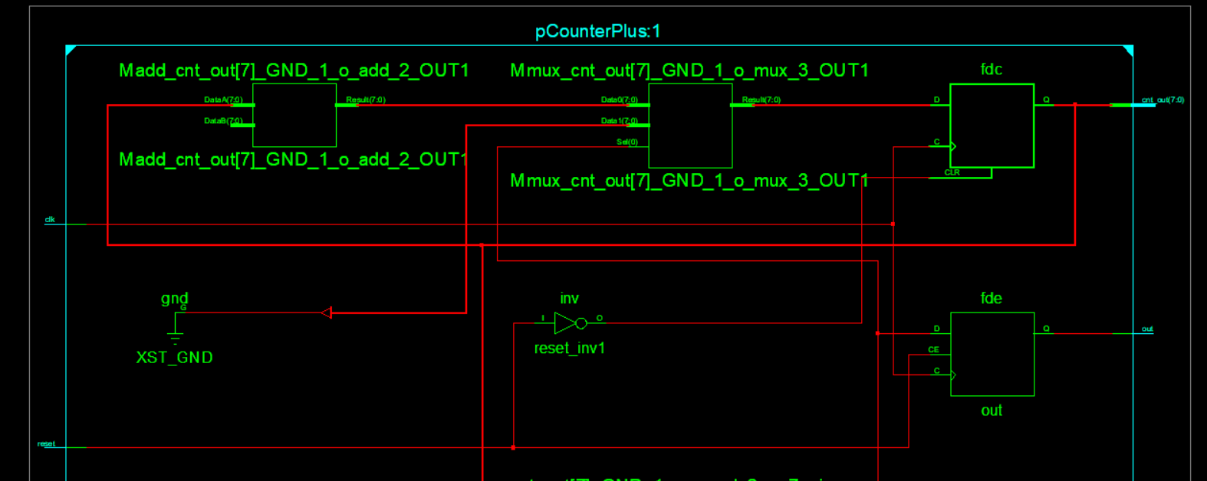 pCounterPlus:1
Madd_cnt_out[7]_GND_1_o_add_2_OUT1
Mmux_cnt_out[7]_GND_1_o_mux_3_OUT1
fdc
DataA(7:0)
Result(7:0)
DataB(7:0)
Data0(7:0)
Result(7:0)
Data1(7:0)
Sel(0)
D
Q
cnt_out(7:0)
C
CLR
Madd_cnt_out[7]_GND_1_o_add_2_OUT1
Mmux_cnt_out[7]_GND_1_o_mux_3_OUT1
clk
gnd
G
XST_GND
inv
I
O
reset_inv1
fde
D
Q
out
CE
C
out
reset